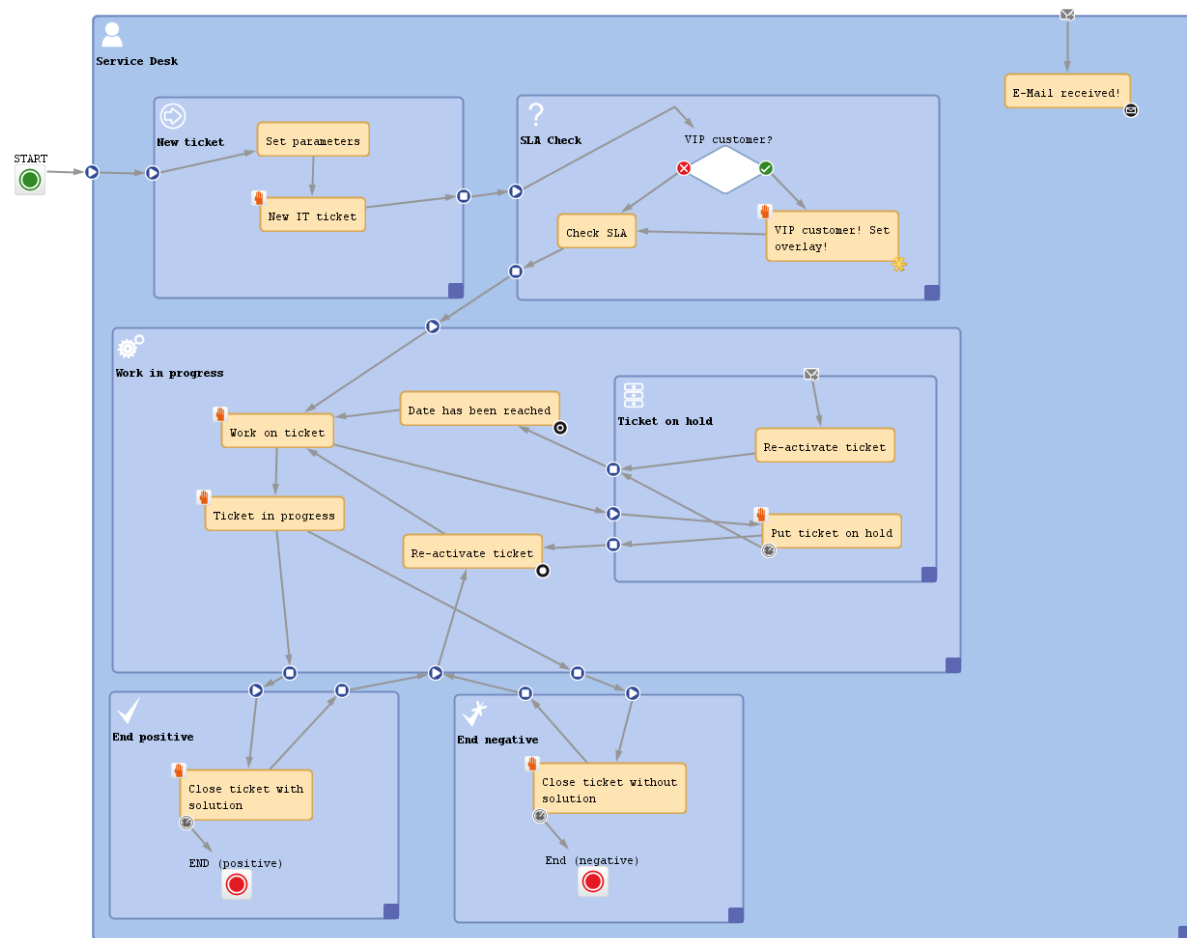 Service Desk
E-Mail received!
START
New ticket
Set parameters
New IT ticket
SLA Check
VIP customer?
Check SLA
VIP customer! Set
overlay!
Work in progress
Work on ticket
Date has been reached
Ticket on hold
Re-activate ticket
Ticket in progress
Re-activate ticket
Put ticket on hold
End positive
Close ticket with
solution
END (positive)
End negative
Close ticket without
solution
End (negative)